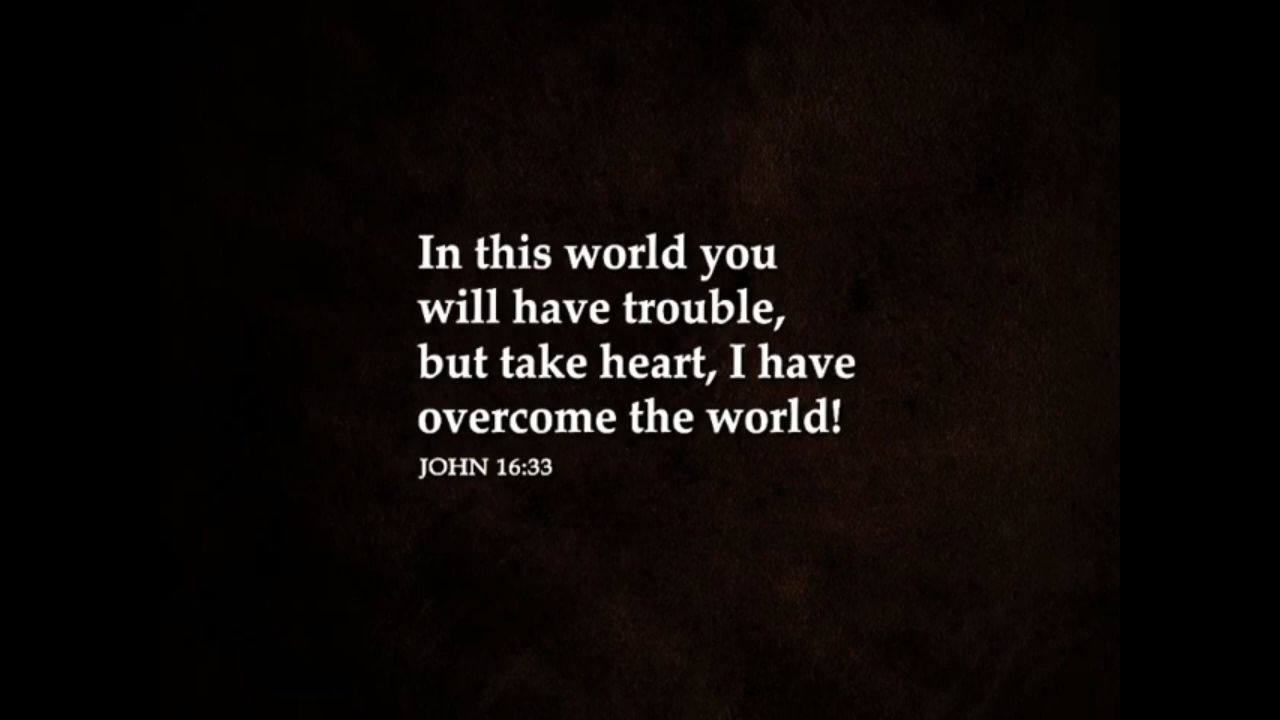 In this world you
will have trouble,
but take heart, I have
overcome the world!
JOHN 16:33